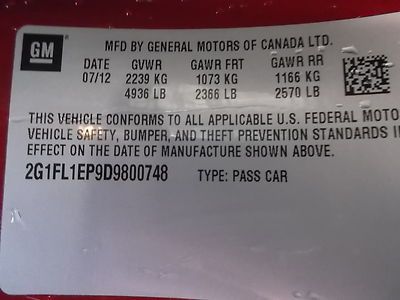 GM
MFD BY GENERAL MOTORS OF CANADA LTD.
DATE GVWR GAWR FRT GAWR RR
07/12 2239 KG 1073 KG 1166 KG
4936 LB 2366 LB 2570 LB
THIS VEHICLE CONFORMS TO ALL APPLICABLE U.S. FEDERAL MOTO
VEHICLE SAFETY, BUMPER, AND THEFT PREVENTION STANDARDS I
EFFECT ON THE DATE OF MANUFACTURE SHOWN ABOVE.
2G1FL1EP9D9800748 TYPE: PASS CAR